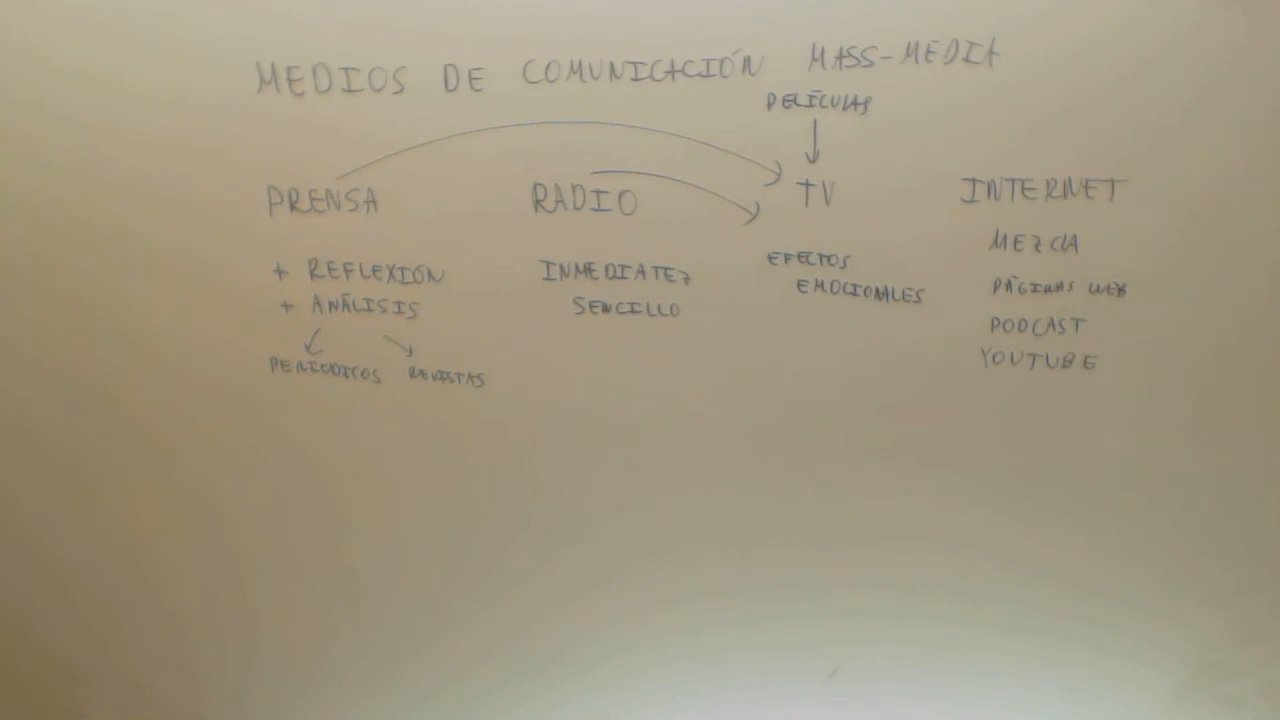 MEDIOS DE COMUNICACIÓN MASS-MEDIA
PELÍCULAS
PRENSA RADIO TV INTERNET
+ REFLEXIÓN
+ ANÁLISIS
PERIODICOS REVISTAS
INMEDIATEZ
SENCILLO
EFECTOS
EMOCIONALES
MEZCLA
PÁGINAS WEB
PODCAST
YOUTUBE